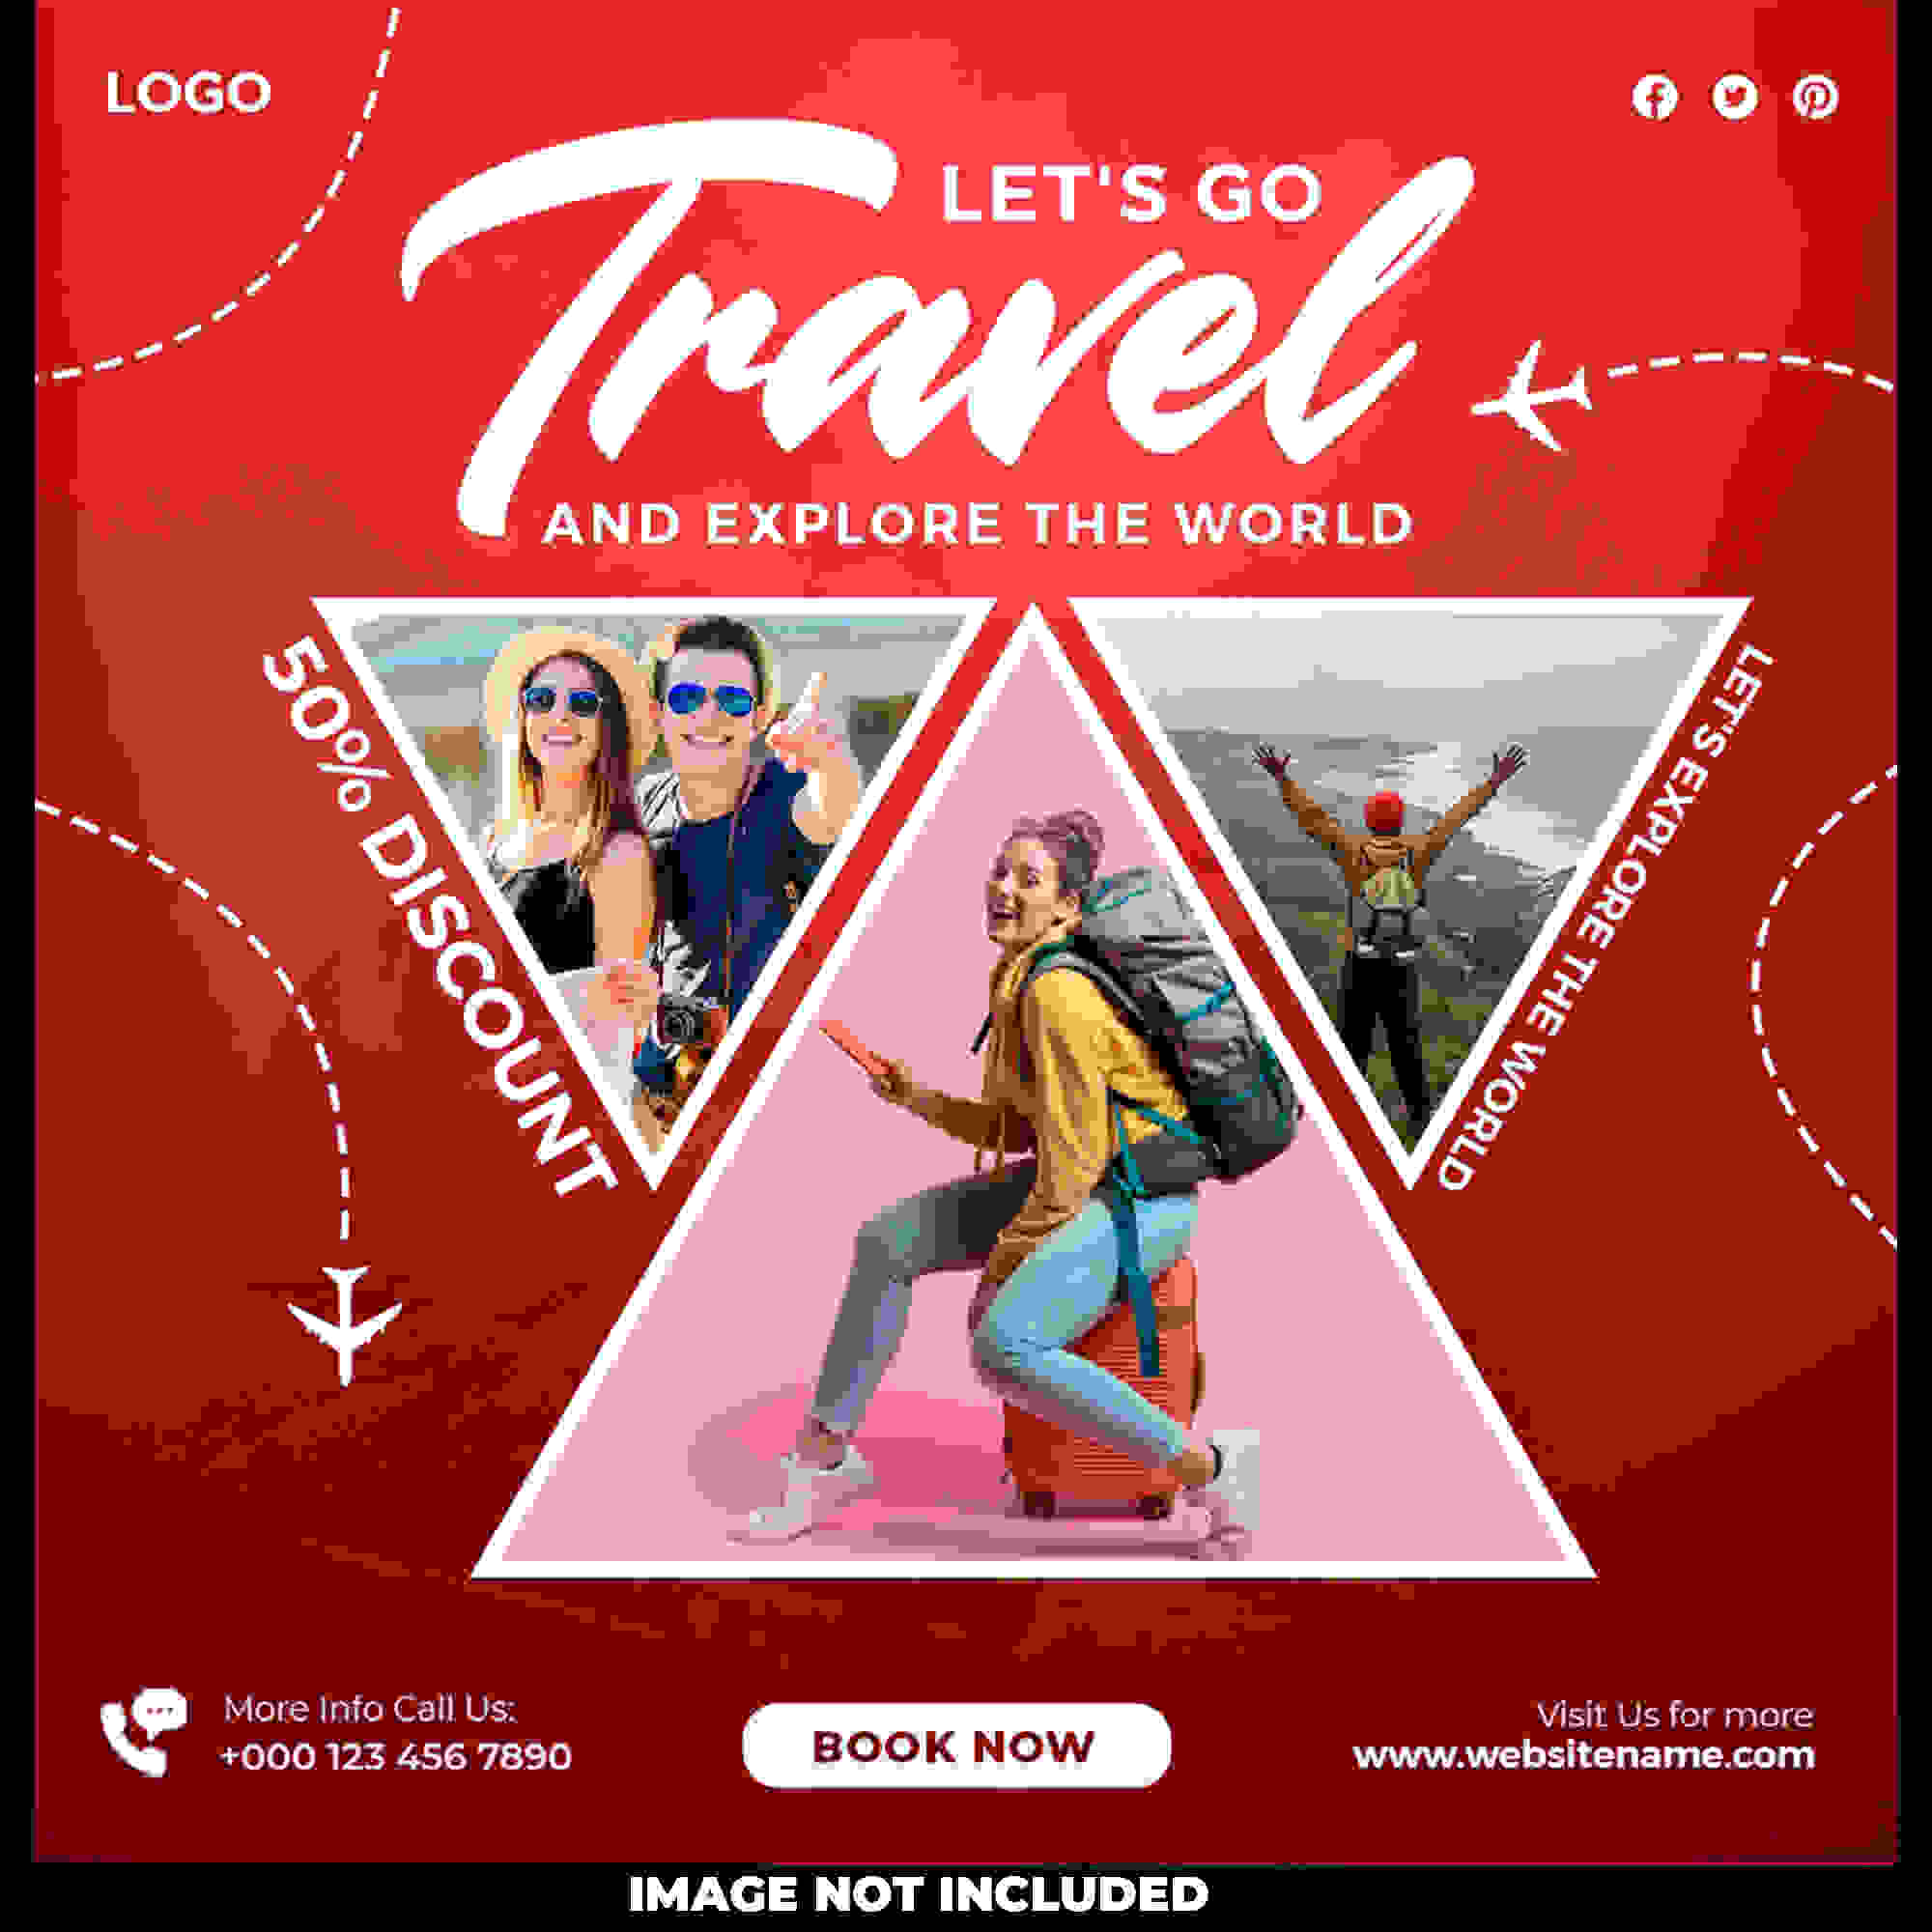 LOGO
LET'S GO
Travel
AND EXPLORE THE WORLD
50% DISCOUNT
LET'S EXPLORE THE WORLD
More Info Call Us:
+000 123 456 7890
BOOK NOW
Visit Us for more
www.websitename.com
IMAGE NOT INCLUDED